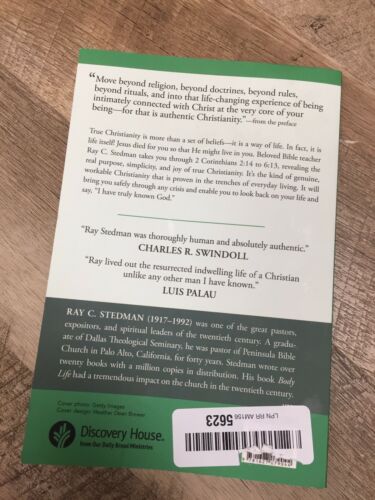 "Move beyond religion, beyond doctrines, beyond rules,
beyond rituals, and into that life-changing experience of being
intimately connected with Christ at the very core of your
being—for that is authentic Christianity."—from the preface
True Christianity is more than a set of beliefs—it is a way of life. In fact, it is
life itself! Jesus died for you so that He might live in you. Beloved Bible teacher
Ray C. Stedman takes you through 2 Corinthians 2:14 to 6:13, revealing the
real purpose, simplicity, and joy of true Christianity. It's the kind of genuine,
workable Christianity that is proven in the trenches of everyday living. It will
bring you safely through any crisis and enable you to look back on your life and
say, "I have truly known God."
"Ray Stedman was thoroughly human and absolutely authentic."
CHARLES R. SWINDOLL
"Ray lived out the resurrected indwelling life of a Christian
unlike any other man I have known."
LUIS PALAU
RAY C. STEDMAN (1917–1992) was one of the great pastors,
expositors, and spiritual leaders of the twentieth century. A gradu-
ate of Dallas Theological Seminary, he was pastor of Peninsula Bible
Church in Palo Alto, California, for forty years. Stedman wrote over
twenty books with a million copies in distribution. His book Body
Life had a tremendous impact on the church in the twentieth century.
Cover photo: Getty Images
Cover design: Heather Dean Brewer
Discovery House
from Our Daily Bread Ministries
5623